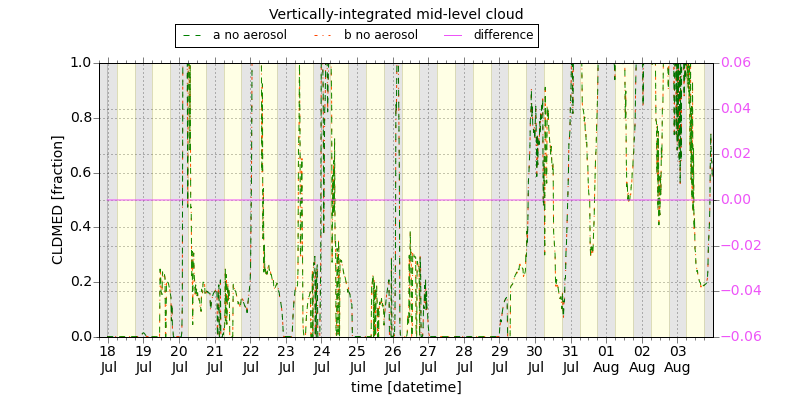 Vertically-integrated mid-level cloud
a no aerosol b no aerosol difference
1.0
0.8
0.6
0.4
0.2
0.0
CLDMED [fraction]
0.06
0.04
0.02
0.00
−0.02
−0.04
−0.06
18 19 20 21 22 23 24 25 26 27 28 29 30 31 01 02 03
Jul Jul Jul Jul Jul Jul Jul Jul Jul Jul Jul Jul Jul Jul Aug Aug Aug
time [datetime]